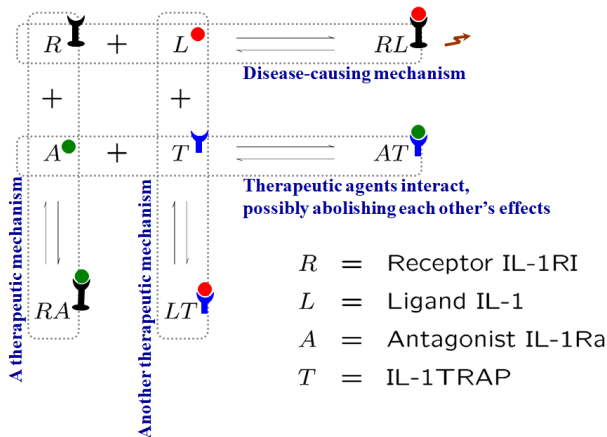 R + L RL
Disease-causing mechanism
+ +
A + T AT
Therapeutic agents interact,
possibly abolishing each other's effects
A therapeutic mechanism
Another therapeutic mechanism
RA LT
R = Receptor IL-1RI
L = Ligand IL-1
A = Antagonist IL-1Ra
T = IL-1TRAP